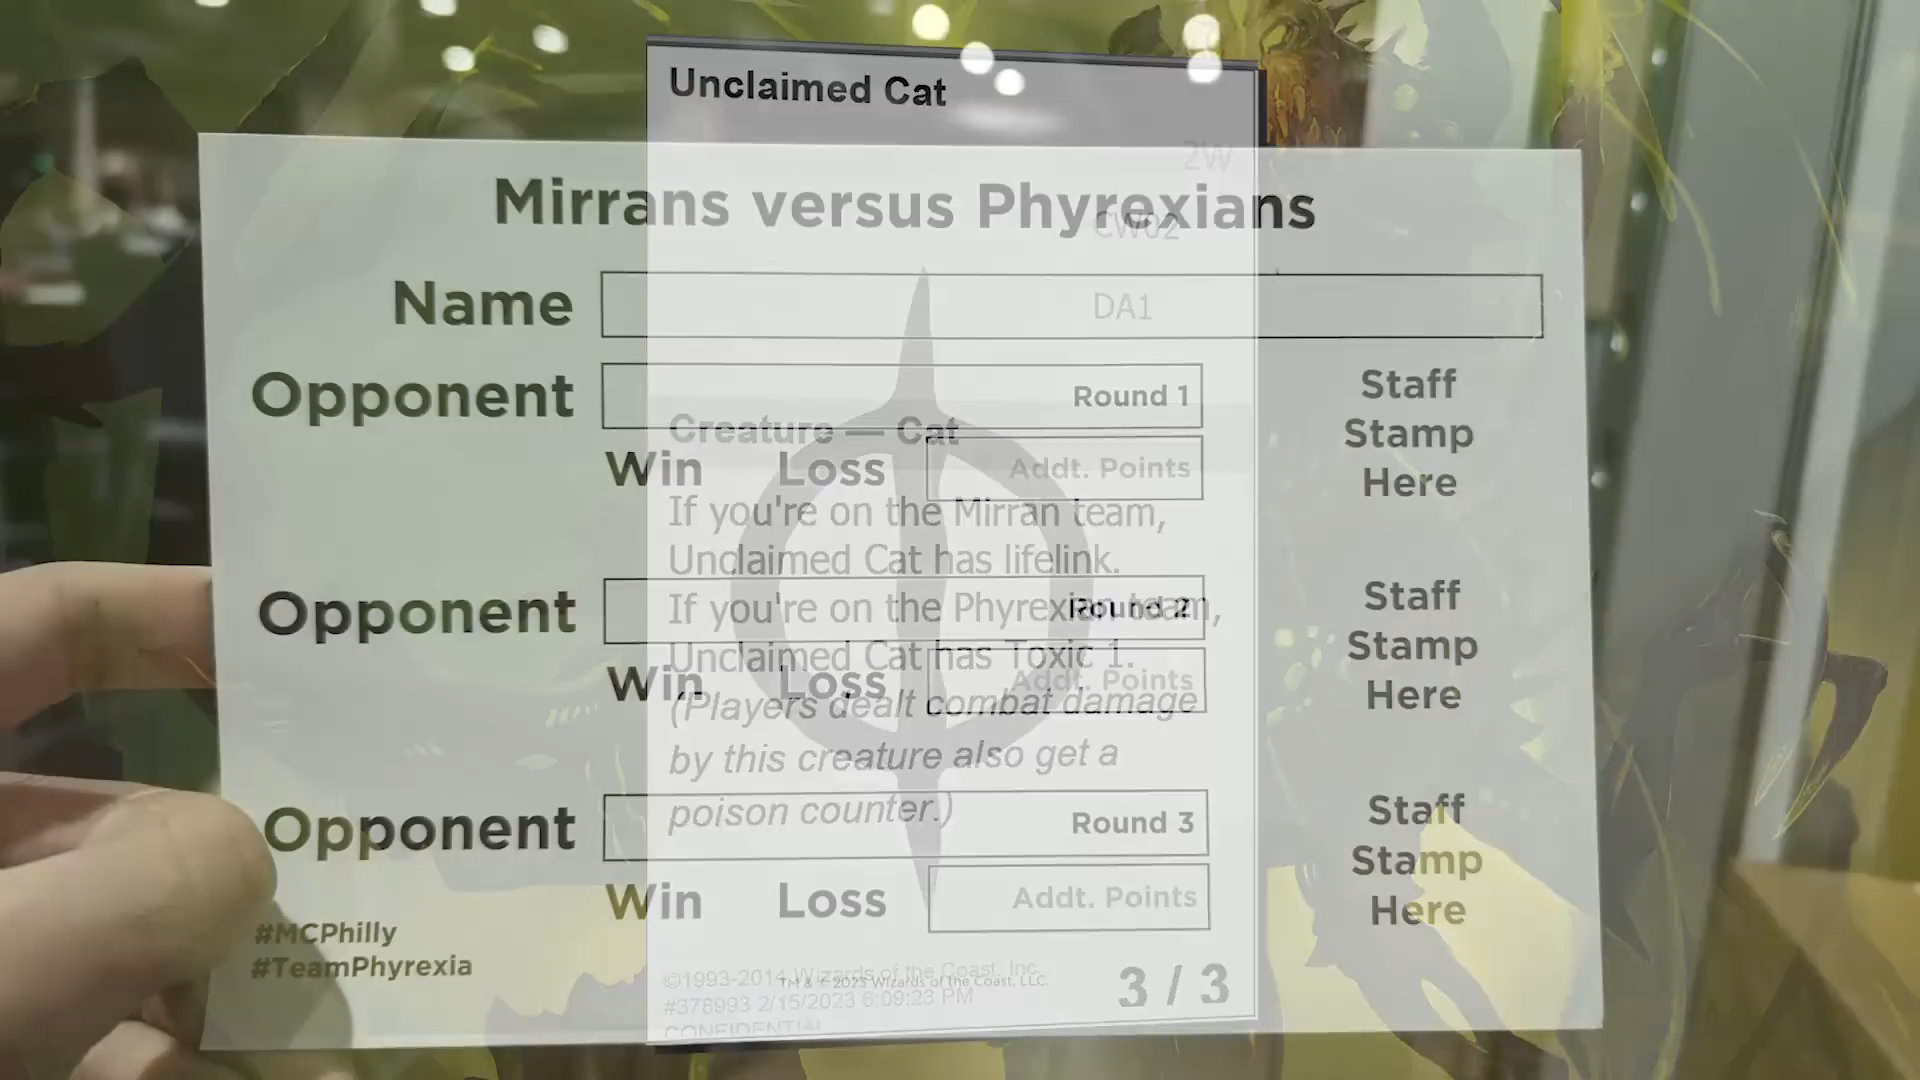 Unclaimed Cat
2W
Mirrans versus Phyrexians
CW02
Name
DA1
Opponent
Round 1
Staff
Stamp
Here
Creature — Cat
Win Loss Addt. Points
If you're on the Mirran team,
Unclaimed Cat has lifelink.
If you're on the Phyrexian team,
Unclaimed Cat has Toxic 1.
(Players dealt combat damage
by this creature also get a
poison counter.)
Opponent
Round 2
Staff
Stamp
Here
Win Loss Addt. Points
Opponent
Round 3
Staff
Stamp
Here
Win Loss Addt. Points
#MCPhilly
#TeamPhyrexia
©1993-2014 Wizards of the Coast, Inc.
TM & © 2023 Wizards of the Coast, LLC.
#378993 2/15/2023 6:09:23 PM
CONFIDENTIAL
3 / 3